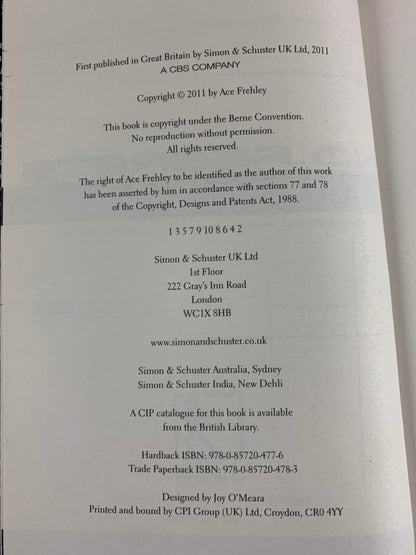 First published in Great Britain by Simon & Schuster UK Ltd, 2011
A CBS COMPANY
Copyright © 2011 by Ace Frehley
This book is copyright under the Berne Convention.
No reproduction without permission.
All rights reserved.
The right of Ace Frehley to be identified as the author of this work
has been asserted by him in accordance with sections 77 and 78
of the Copyright, Designs and Patents Act, 1988.
1 3 5 7 9 10 8 6 4 2
Simon & Schuster UK Ltd
1st Floor
222 Gray's Inn Road
London
WC1X 8HB
www.simonandschuster.co.uk
Simon & Schuster Australia, Sydney
Simon & Schuster India, New Dehli
A CIP catalogue for this book is available
from the British Library.
Hardback ISBN: 978-0-85720-477-6
Trade Paperback ISBN: 978-0-85720-478-3
Designed by Joy O'Meara
Printed and bound by CPI Group (UK) Ltd, Croydon, CR0 4YY